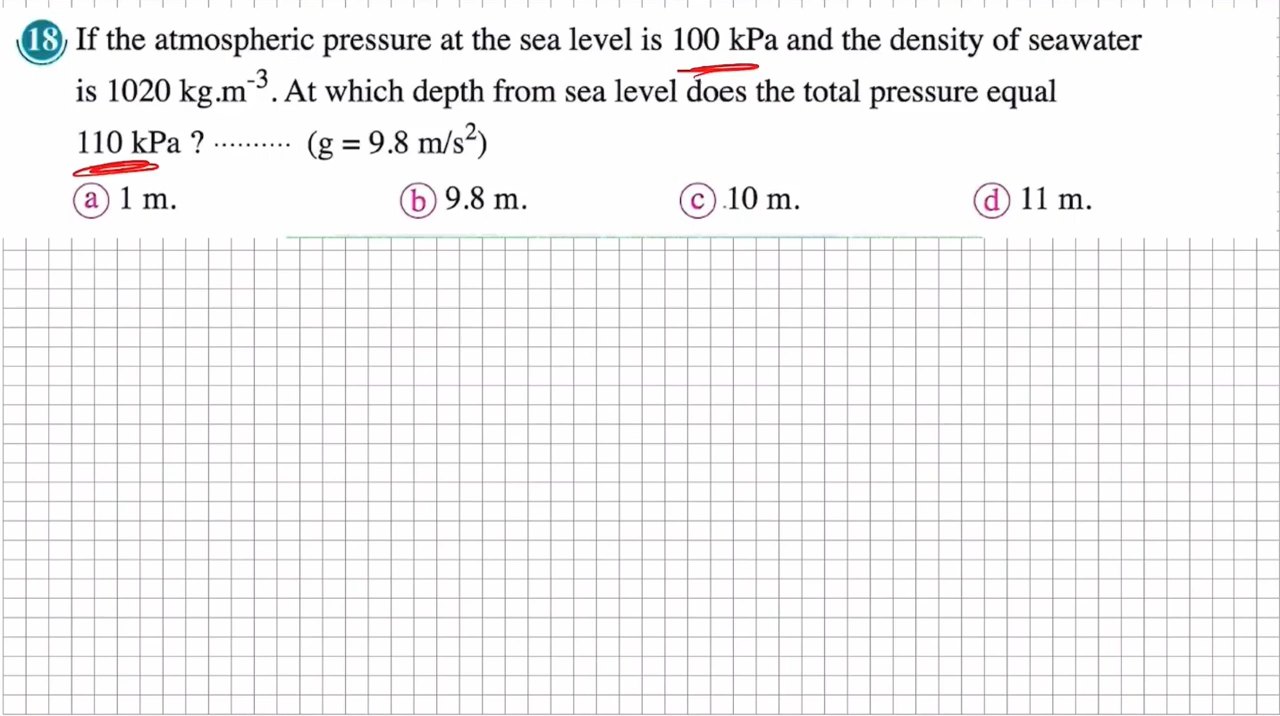 18 If the atmospheric pressure at the sea level is 100 kPa and the density of seawater
is 1020 kg.m⁻³. At which depth from sea level does the total pressure equal
110 kPa ? .......... (g = 9.8 m/s²)
a 1 m. b 9.8 m. c 10 m. d 11 m.